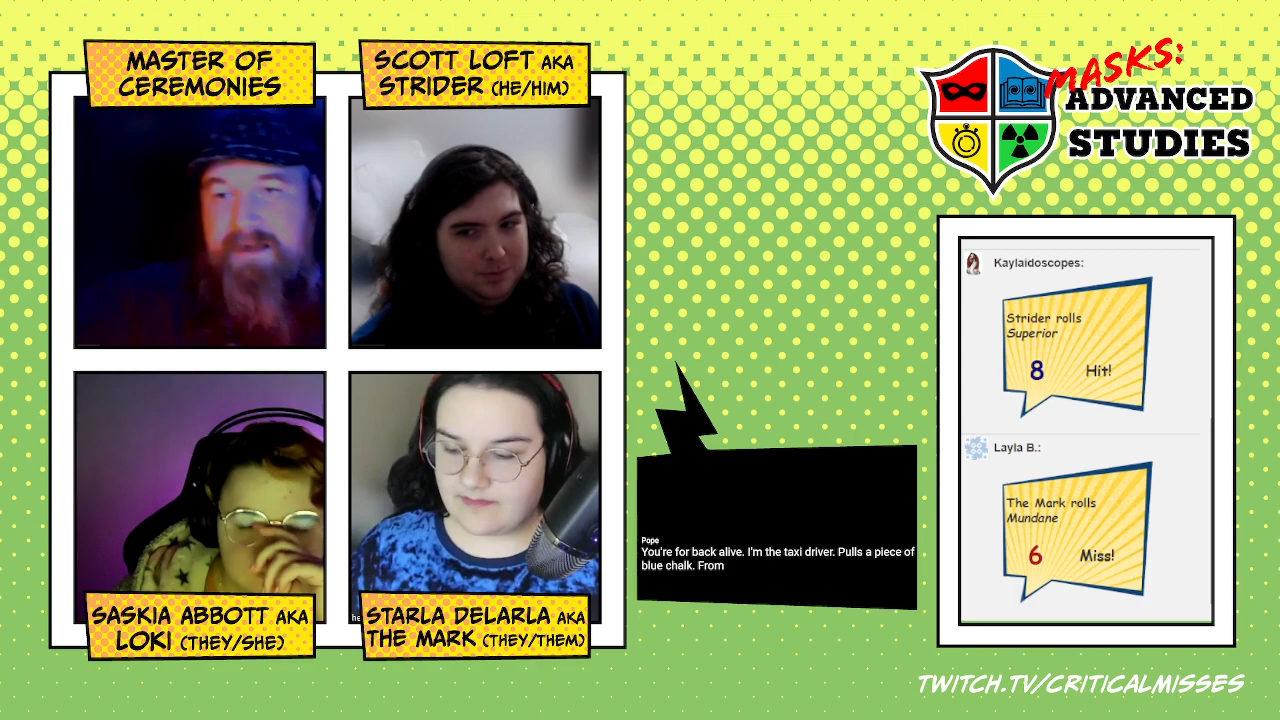 MASTER OF
CEREMONIES
SCOTT LOFT AKA
STRIDER (HE/HIM)
SASKIA ABBOTT AKA
LOKI (THEY/SHE)
he
STARLA DELARLA AKA
THE MARK (THEY/THEM)
Pope
You're for back alive. I'm the taxi driver. Pulls a piece of
blue chalk. From
MASKS:
ADVANCED
STUDIES
Kaylaidoscopes:
Strider rolls
Superior
8 Hit!
Layla B.:
The Mark rolls
Mundane
6 Miss!
TWITCH.TV/CRITICALMISSES